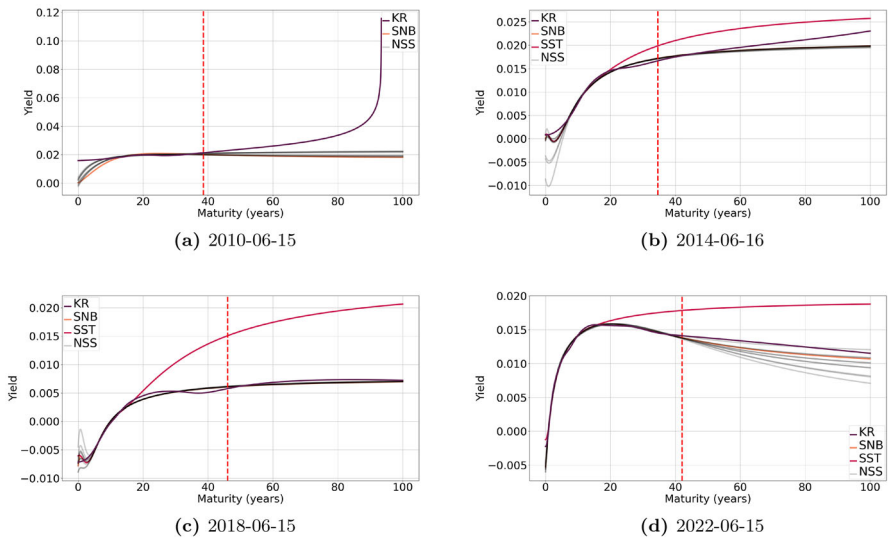 0.12
0.10
0.08
0.06
0.04
0.02
0.00
Yield
KR
SNB
NSS
0 20 40 60 80 100
Maturity (years)
(a) 2010-06-15
0.025
0.020
0.015
0.010
0.005
0.000
−0.005
−0.010
Yield
KR
SNB
SST
NSS
0 20 40 60 80 100
Maturity (years)
(b) 2014-06-16
0.020
0.015
0.010
0.005
0.000
−0.005
−0.010
Yield
KR
SNB
SST
NSS
0 20 40 60 80 100
Maturity (years)
(c) 2018-06-15
0.020
0.015
0.010
0.005
0.000
−0.005
Yield
KR
SNB
SST
NSS
0 20 40 60 80 100
Maturity (years)
(d) 2022-06-15